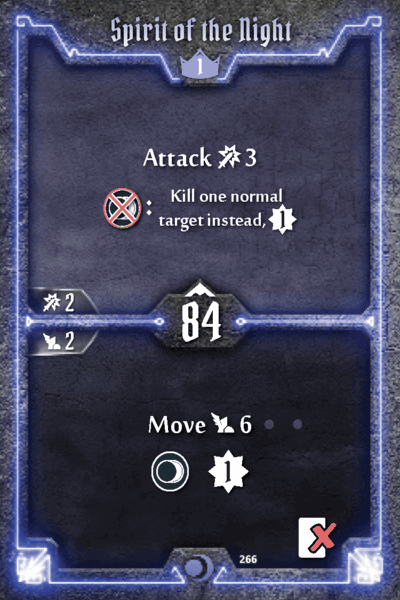 Spirit of the Night
1
Attack 3
: Kill one normal
target instead, 1
2
84
2
Move 6
1
266